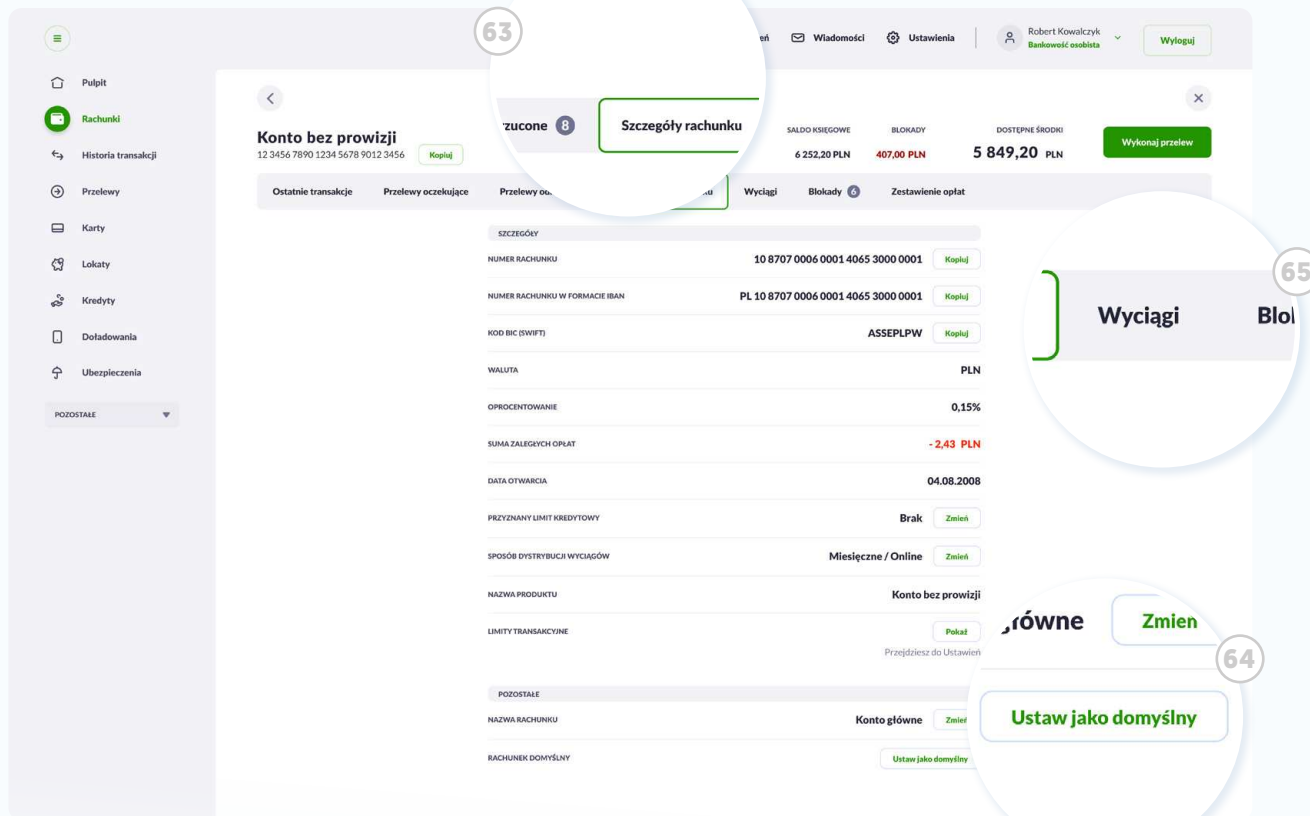 63
Wiadomości
Ustawienia
Robert Kowalczyk
Bankowość osobista
Wyloguj
Pulpit
Rachunki
Historia transakcji
Przelewy
Karty
Lokaty
Kredyty
Doładowania
Ubezpieczenia
POZOSTAŁE
Konto bez prowizji
12 3456 7890 1234 5678 9012 3456 Kopiuj
8 Szczegóły rachunku
SALDO KSIĘGOWE BLOKADY DOSTĘPNE ŚRODKI
6 252,20 PLN 407,00 PLN 5 849,20 PLN
Wykonaj przelew
Ostatnie transakcje Przelewy oczekujące Przelewy Wyciągi Blokady 6 Zestawienie opłat
SZCZEGÓŁY
NUMER RACHUNKU 10 8707 0006 0001 4065 3000 0001 Kopiuj
NUMER RACHUNKU W FORMACIE IBAN PL 10 8707 0006 0001 4065 3000 0001 Kopiuj
KOD BIC (SWIFT) ASSEPLPW Kopiuj
WALUTA PLN
OPROCENTOWANIE 0,15%
SUMA ZALEGŁYCH OPŁAT - 2,43 PLN
DATA OTWARCIA 04.08.2008
PRZYZNANY LIMIT KREDYTOWY Brak Zmień
SPOSÓB DYSTRYBUCJI WYCIĄGÓW Miesięczne / Online Zmień
NAZWA PRODUKTU Konto bez prowizji
LIMITY TRANSAKCYJNE Pokaż
Przejdziesz do Ustawień
POZOSTAŁE
NAZWA RACHUNKU Konto główne Zmień
RACHUNEK DOMYŚLNY Ustaw jako domyślny
65
Wyciągi
64
Ustaw jako domyślny